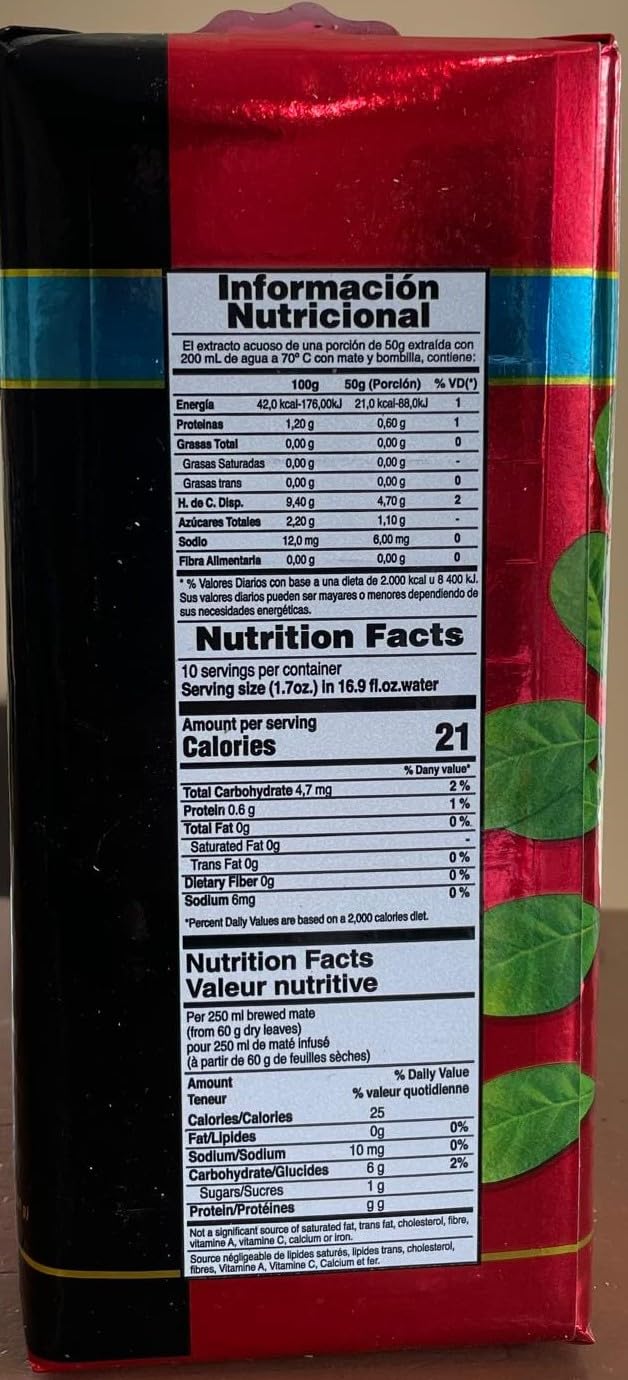 Información
Nutricional
El extracto acuoso de una porción de 50g extraída con
200 mL de agua a 70° C con mate y bombilla, contiene:
100g 50g (Porción) % VD(*)
Energía 42,0 kcal-176,00kJ 21,0 kcal-88,0kJ 1
Proteinas 1,20 g 0,60 g 1
Grasas Total 0,00 g 0,00 g 0
Grasas Saturadas 0,00 g 0,00 g -
Grasas trans 0,00 g 0,00 g 0
H. de C. Disp. 9,40 g 4,70 g 2
Azúcares Totales 2,20 g 1,10 g -
Sodio 12,0 mg 6,00 mg 0
Fibra Alimentaria 0,00 g 0,00 g 0
* % Valores Diarios con base a una dieta de 2.000 kcal u 8 400 kJ.
Sus valores diarios pueden ser mayares o menores dependiendo de
sus necesidades energéticas.
Nutrition Facts
10 servings per container
Serving size (1.7oz.) in 16.9 fl.oz.water
Amount per serving
Calories 21
% Dany value*
Total Carbohydrate 4,7 mg 2%
Protein 0.6 g 1%
Total Fat 0g 0%
Saturated Fat 0g -
Trans Fat 0g 0%
Dietary Fiber 0g 0%
Sodium 6mg 0%
*Percent Daily Values are based on a 2,000 calories diet.
Nutrition Facts
Valeur nutritive
Per 250 ml brewed mate
(from 60 g dry leaves)
pour 250 ml de maté infusé
(à partir de 60 g de feuilles sèches)
Amount % Daily Value
Teneur % valeur quotidienne
Calories/Calories 25
Fat/Lipides 0g 0%
Sodium/Sodium 10 mg 0%
Carbohydrate/Glucides 6 g 2%
Sugars/Sucres 1 g
Protein/Protéines g g
Not a significant source of saturated fat, trans fat, cholesterol, fibre,
vitamine A, vitamine C, calcium or iron.
Source négligeable de lipides saturés, lipides trans, cholesterol,
fibres, Vitamine A, Vitamine C, Calcium et fer.